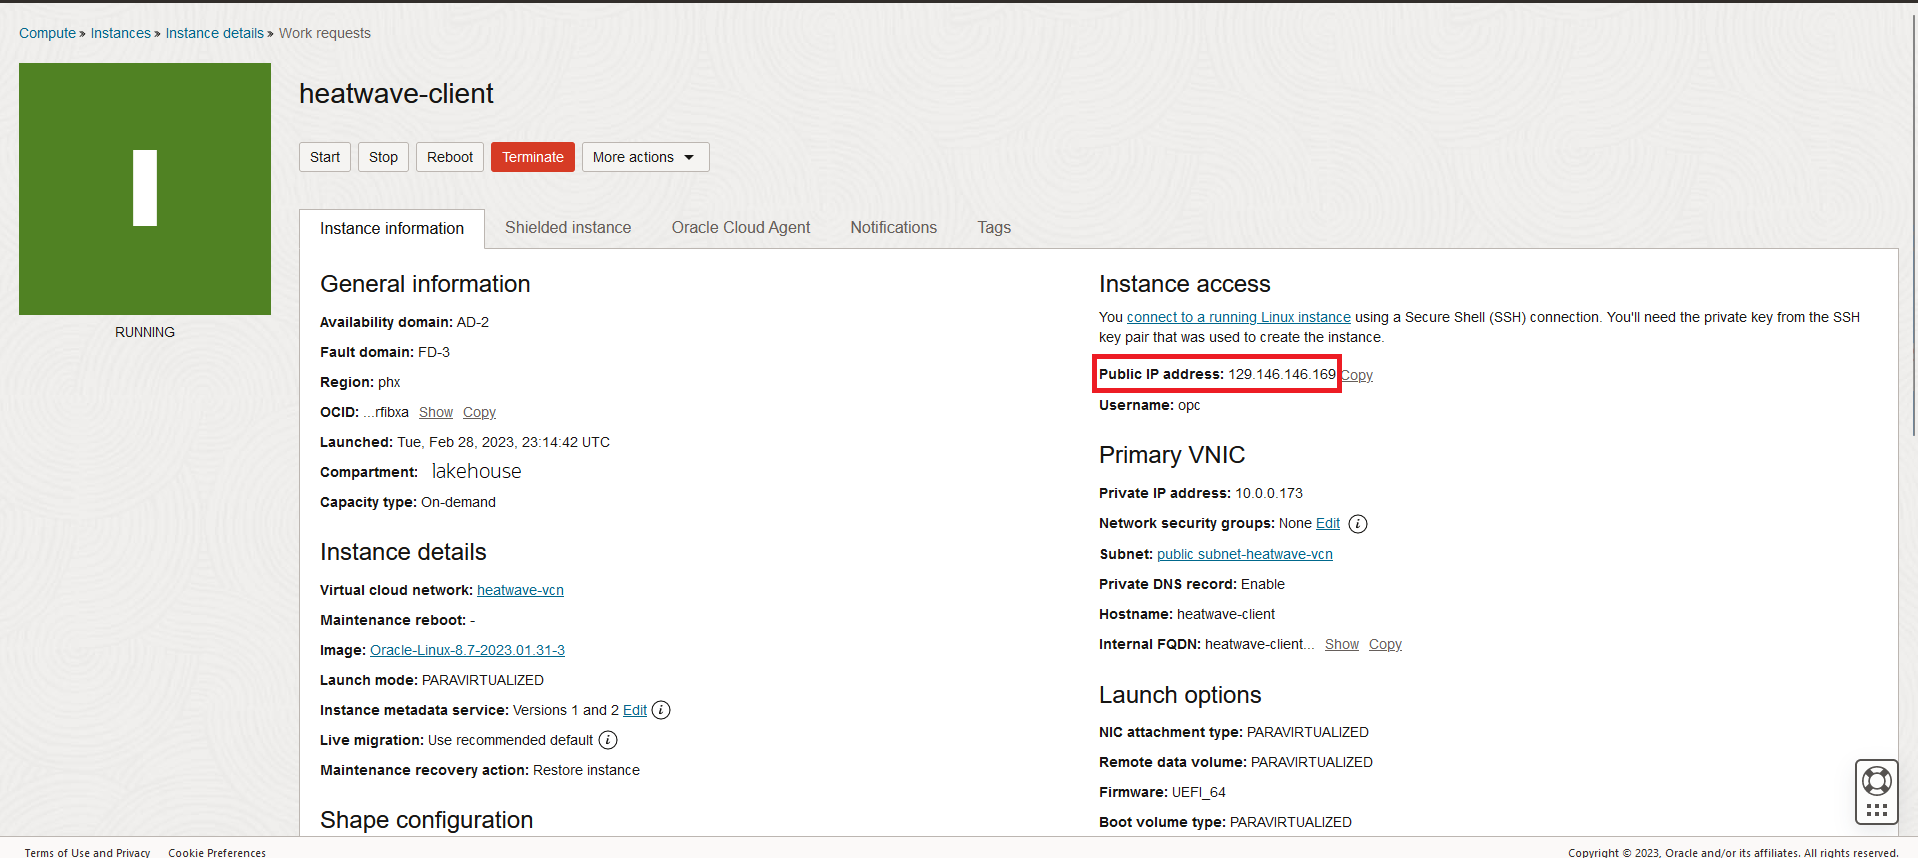 Compute » Instances » Instance details » Work requests
heatwave-client
Start Stop Reboot Terminate More actions
RUNNING
Instance information Shielded instance Oracle Cloud Agent Notifications Tags
General information
Availability domain: AD-2
Fault domain: FD-3
Region: phx
OCID: ...rfibxa Show Copy
Launched: Tue, Feb 28, 2023, 23:14:42 UTC
Compartment: lakehouse
Capacity type: On-demand
Instance details
Virtual cloud network: heatwave-vcn
Maintenance reboot: -
Image: Oracle-Linux-8.7-2023.01.31-3
Launch mode: PARAVIRTUALIZED
Instance metadata service: Versions 1 and 2 Edit i
Live migration: Use recommended default i
Maintenance recovery action: Restore instance
Shape configuration
Instance access
You connect to a running Linux instance using a Secure Shell (SSH) connection. You'll need the private key from the SSH
key pair that was used to create the instance.
Public IP address: 129.146.146.169 Copy
Username: opc
Primary VNIC
Private IP address: 10.0.0.173
Network security groups: None Edit i
Subnet: public subnet-heatwave-vcn
Private DNS record: Enable
Hostname: heatwave-client
Internal FQDN: heatwave-client... Show Copy
Launch options
NIC attachment type: PARAVIRTUALIZED
Remote data volume: PARAVIRTUALIZED
Firmware: UEFI_64
Boot volume type: PARAVIRTUALIZED
Terms of Use and Privacy Cookie Preferences
Copyright © 2023, Oracle and/or its affiliates. All rights reserved.